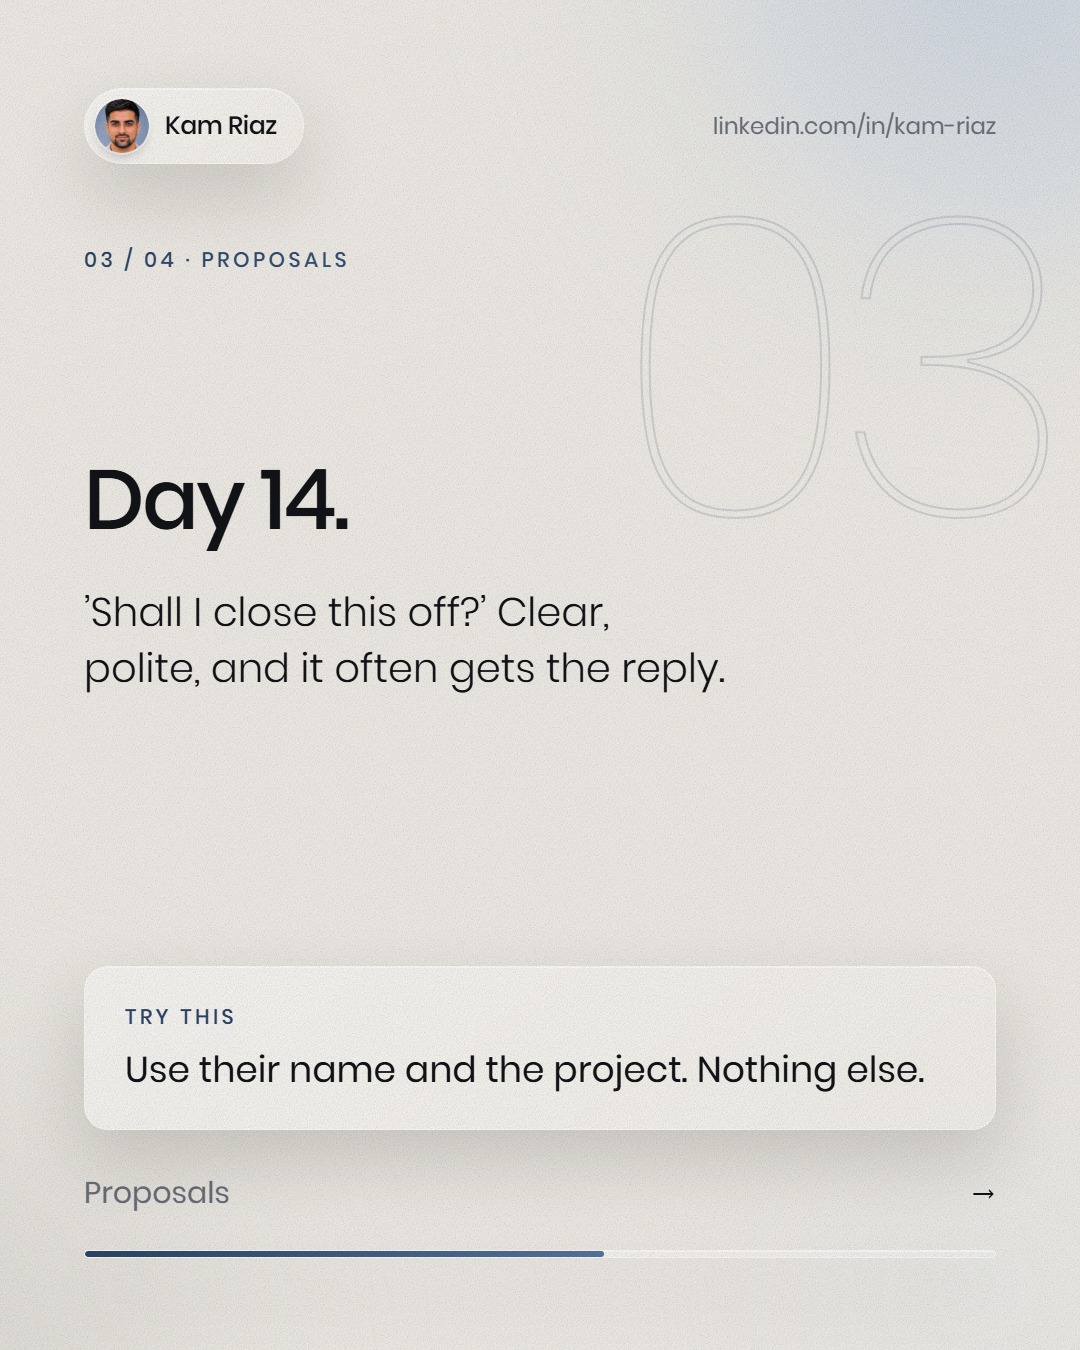 Kam Riaz
linkedin.com/in/kam-riaz
03 / 04 · PROPOSALS
03
Day 14.
’Shall I close this off?’ Clear,
polite, and it often gets the reply.
TRY THIS
Use their name and the project. Nothing else.
Proposals →